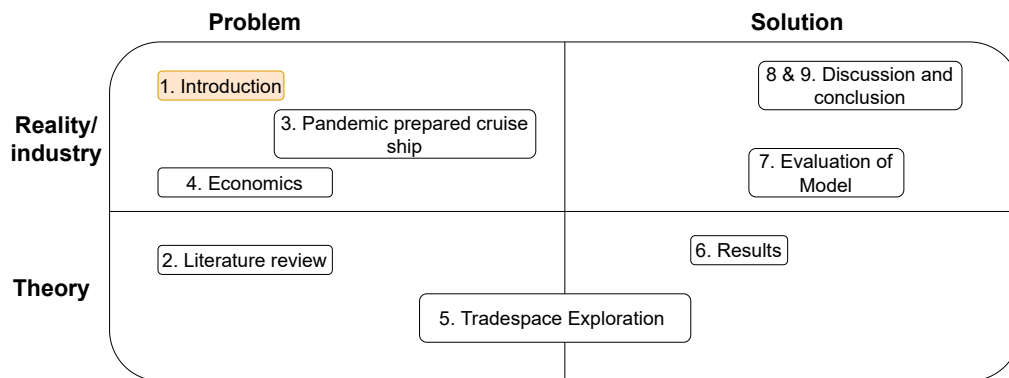 Problem
Solution
Reality/
industry
1. Introduction
3. Pandemic prepared cruise
ship
4. Economics
8 & 9. Discussion and
conclusion
7. Evaluation of
Model
Theory
2. Literature review
6. Results
5. Tradespace Exploration